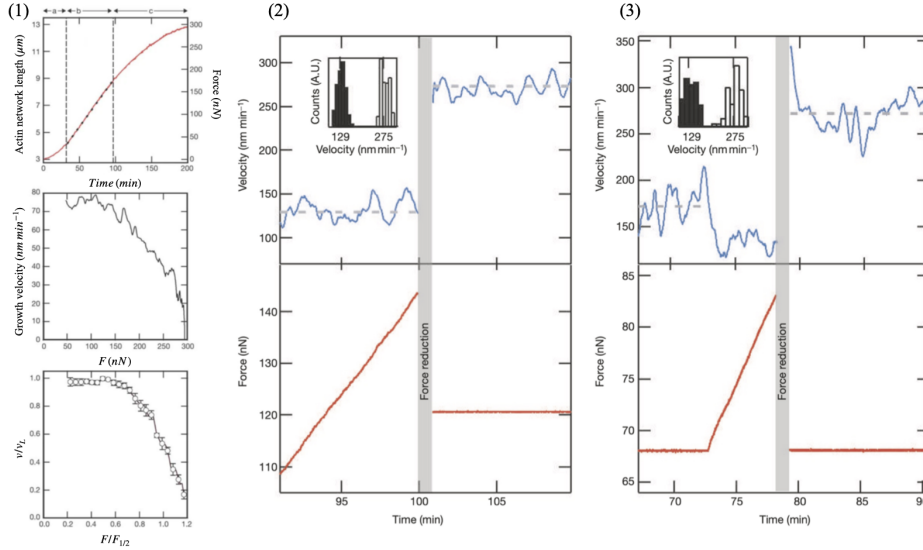 (1)
a b c
Actin network length (μm)
13
11
9
7
5
3
Force (nN)
300
250
200
150
100
50
0
0 50 100 150 200
Time (min)
Growth velocity (nm min⁻¹)
80
70
60
50
40
30
20
10
0
0 50 100 150 200 250 300
F (nN)
v/v_L
1.0
0.8
0.6
0.4
0.2
0.0
0.0 0.2 0.4 0.6 0.8 1.0 1.2
F/F1/2
(2)
Velocity (nm min⁻¹)
300
250
200
150
100
Counts (A.U.)
129 275
Velocity (nm min⁻¹)
Force (nN)
140
130
120
110
Force reduction
95 100 105
Time (min)
(3)
Velocity (nm min⁻¹)
350
300
250
200
150
Counts (A.U.)
129 275
Velocity (nm min⁻¹)
Force (nN)
85
80
75
70
65
Force reduction
70 75 80 85 90
Time (min)